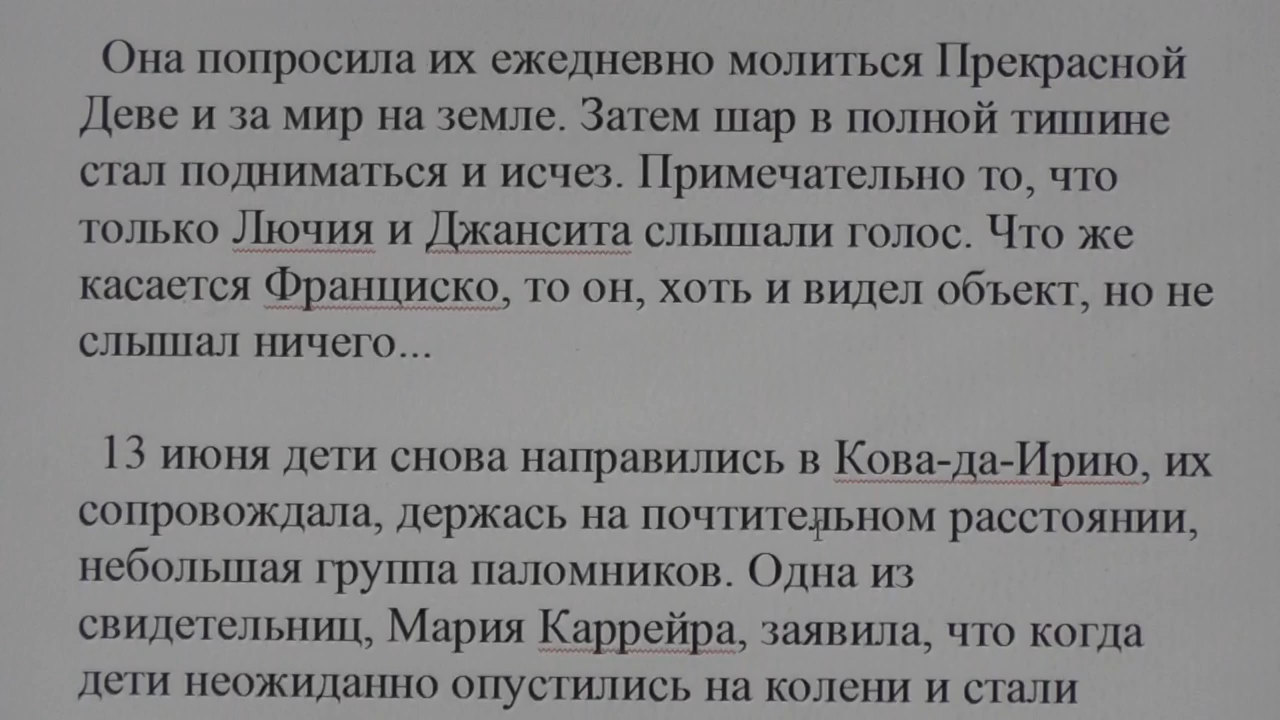 Она попросила их ежедневно молиться Прекрасной
Деве и за мир на земле. Затем шар в полной тишине
стал подниматься и исчез. Примечательно то, что
только Лючия и Джансита слышали голос. Что же
касается Франциско, то он, хоть и видел объект, но не
слышал ничего...
13 июня дети снова направились в Кова-да-Ирию, их
сопровождала, держась на почтительном расстоянии,
небольшая группа паломников. Одна из
свидетельниц, Мария Каррейра, заявила, что когда
дети неожиданно опустились на колени и стали